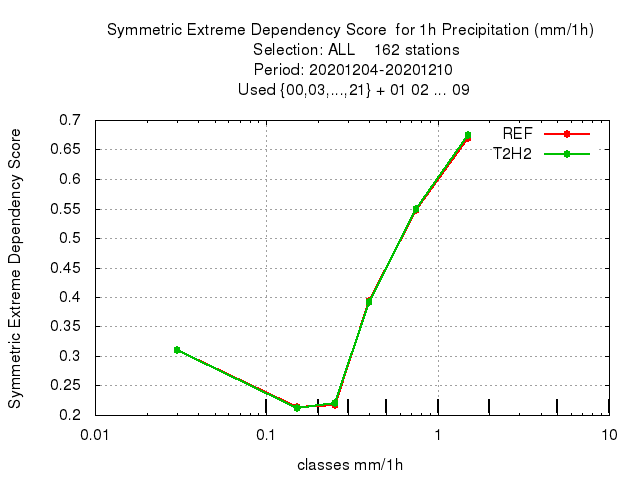 Symmetric Extreme Dependency Score  for 1h Precipitation (mm/1h)
Selection: ALL    162 stations
Period: 20201204-20201210
Used {00,03,...,21} + 01 02 ... 09
REF
T2H2
0.7
0.65
0.6
0.55
0.5
0.45
0.4
0.35
0.3
0.25
0.2
Symmetric Extreme Dependency Score
0.01 0.1 1 10
classes mm/1h